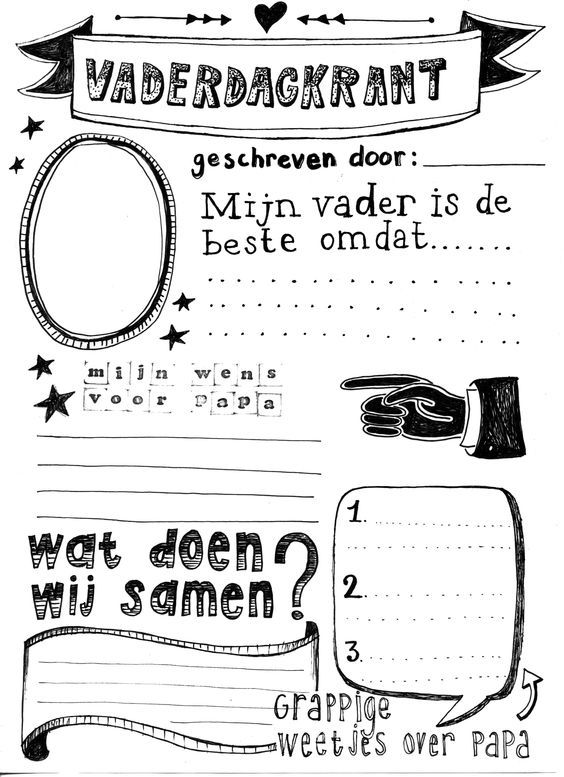 VADERDAGKRANT
geschreven door:
Mijn vader is de
beste omdat.......
mijn wens
voor papa
wat doen
wij samen?
1.
2.
3.
Grappige
weetjes over papa